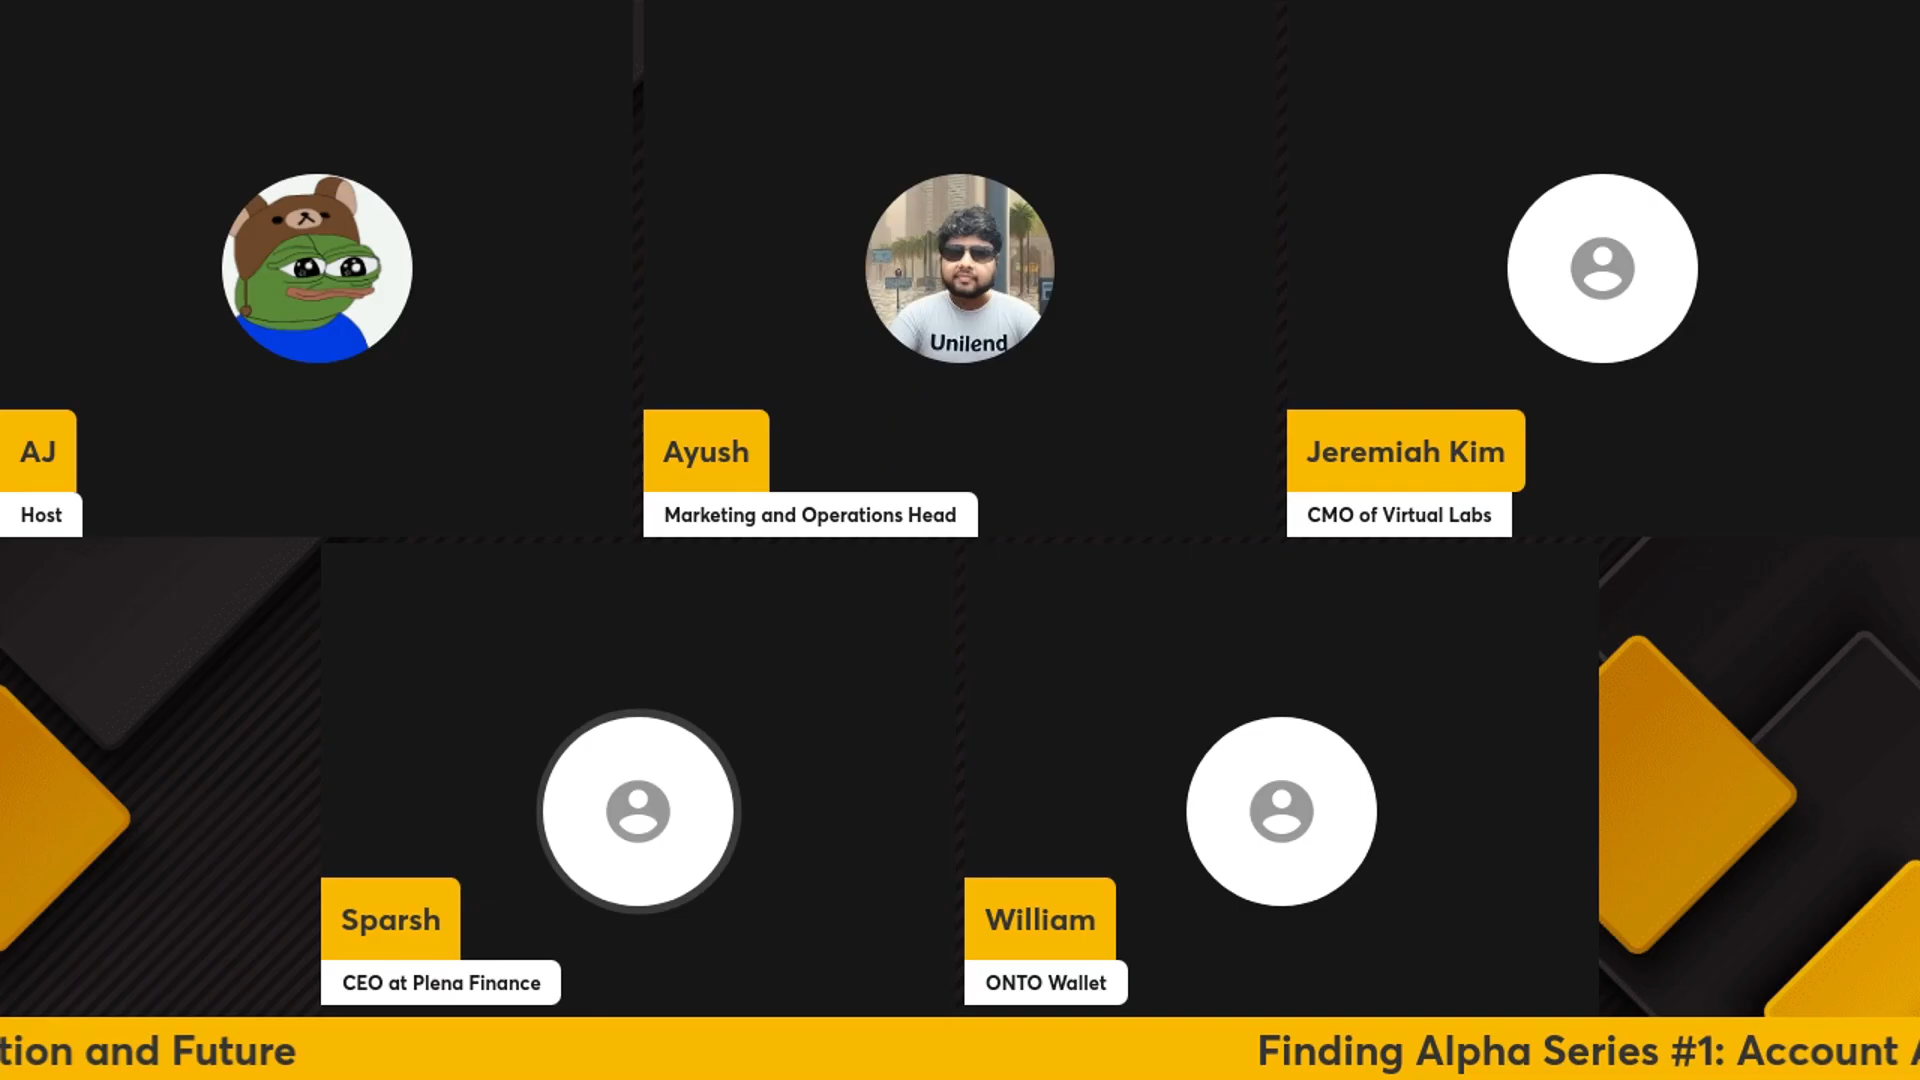 Unilend
AJ
Host
Ayush
Marketing and Operations Head
Jeremiah Kim
CMO of Virtual Labs
Sparsh
CEO at Plena Finance
William
ONTO Wallet
tion and Future
Finding Alpha Series #1: Account A